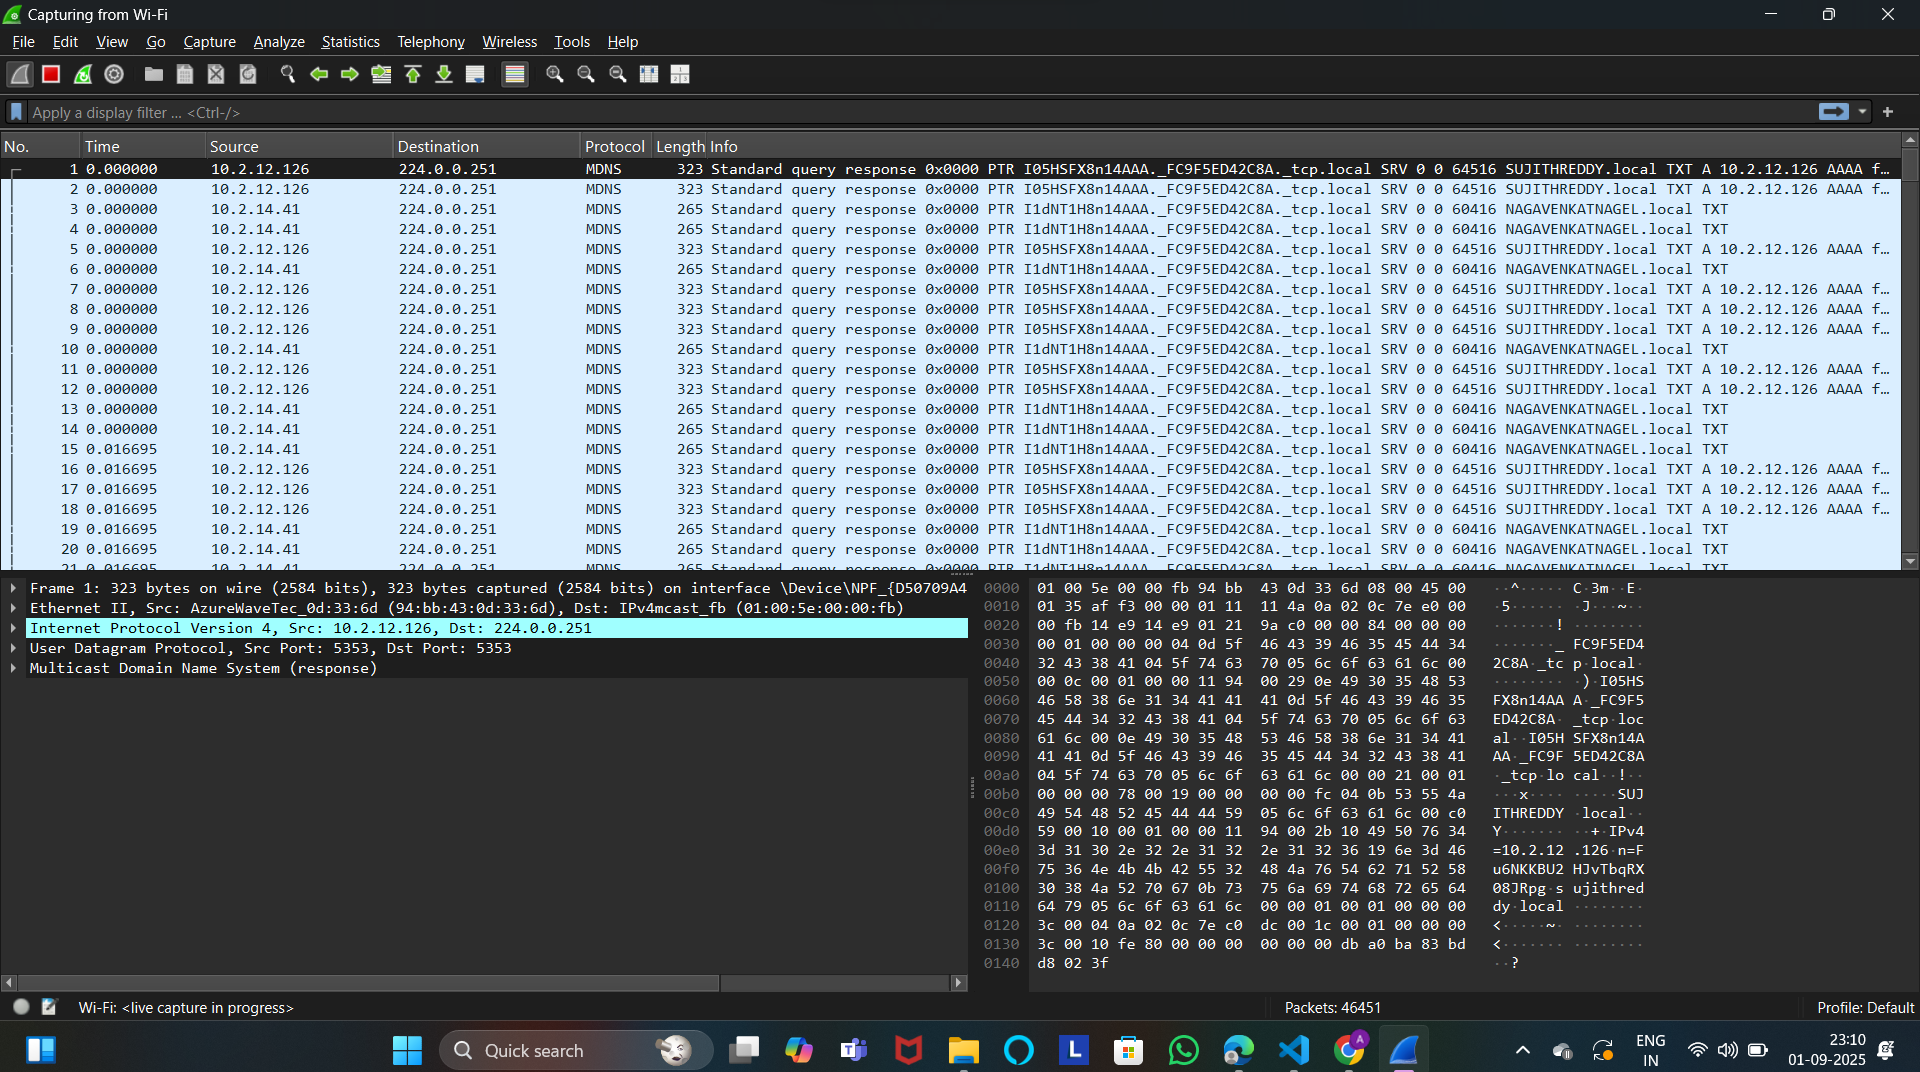 Capturing from Wi-Fi
File Edit View Go Capture Analyze Statistics Telephony Wireless Tools Help
Apply a display filter ... <Ctrl-/>
No. Time Source Destination Protocol Length Info
1 0.000000 10.2.12.126 224.0.0.251 MDNS 323 Standard query response 0x0000 PTR I05HSFX8n14AAA._FC9F5ED42C8A._tcp.local SRV 0 0 64516 SUJITHREDDY.local TXT A 10.2.12.126 AAAA f…
2 0.000000 10.2.12.126 224.0.0.251 MDNS 323 Standard query response 0x0000 PTR I05HSFX8n14AAA._FC9F5ED42C8A._tcp.local SRV 0 0 64516 SUJITHREDDY.local TXT A 10.2.12.126 AAAA f…
3 0.000000 10.2.14.41 224.0.0.251 MDNS 265 Standard query response 0x0000 PTR I1dNT1H8n14AAA._FC9F5ED42C8A._tcp.local SRV 0 0 60416 NAGAVENKATNAGEL.local TXT
4 0.000000 10.2.14.41 224.0.0.251 MDNS 265 Standard query response 0x0000 PTR I1dNT1H8n14AAA._FC9F5ED42C8A._tcp.local SRV 0 0 60416 NAGAVENKATNAGEL.local TXT
5 0.000000 10.2.12.126 224.0.0.251 MDNS 323 Standard query response 0x0000 PTR I05HSFX8n14AAA._FC9F5ED42C8A._tcp.local SRV 0 0 64516 SUJITHREDDY.local TXT A 10.2.12.126 AAAA f…
6 0.000000 10.2.14.41 224.0.0.251 MDNS 265 Standard query response 0x0000 PTR I1dNT1H8n14AAA._FC9F5ED42C8A._tcp.local SRV 0 0 60416 NAGAVENKATNAGEL.local TXT
7 0.000000 10.2.12.126 224.0.0.251 MDNS 323 Standard query response 0x0000 PTR I05HSFX8n14AAA._FC9F5ED42C8A._tcp.local SRV 0 0 64516 SUJITHREDDY.local TXT A 10.2.12.126 AAAA f…
8 0.000000 10.2.12.126 224.0.0.251 MDNS 323 Standard query response 0x0000 PTR I05HSFX8n14AAA._FC9F5ED42C8A._tcp.local SRV 0 0 64516 SUJITHREDDY.local TXT A 10.2.12.126 AAAA f…
9 0.000000 10.2.12.126 224.0.0.251 MDNS 323 Standard query response 0x0000 PTR I05HSFX8n14AAA._FC9F5ED42C8A._tcp.local SRV 0 0 64516 SUJITHREDDY.local TXT A 10.2.12.126 AAAA f…
10 0.000000 10.2.14.41 224.0.0.251 MDNS 265 Standard query response 0x0000 PTR I1dNT1H8n14AAA._FC9F5ED42C8A._tcp.local SRV 0 0 60416 NAGAVENKATNAGEL.local TXT
11 0.000000 10.2.12.126 224.0.0.251 MDNS 323 Standard query response 0x0000 PTR I05HSFX8n14AAA._FC9F5ED42C8A._tcp.local SRV 0 0 64516 SUJITHREDDY.local TXT A 10.2.12.126 AAAA f…
12 0.000000 10.2.12.126 224.0.0.251 MDNS 323 Standard query response 0x0000 PTR I05HSFX8n14AAA._FC9F5ED42C8A._tcp.local SRV 0 0 64516 SUJITHREDDY.local TXT A 10.2.12.126 AAAA f…
13 0.000000 10.2.14.41 224.0.0.251 MDNS 265 Standard query response 0x0000 PTR I1dNT1H8n14AAA._FC9F5ED42C8A._tcp.local SRV 0 0 60416 NAGAVENKATNAGEL.local TXT
14 0.000000 10.2.14.41 224.0.0.251 MDNS 265 Standard query response 0x0000 PTR I1dNT1H8n14AAA._FC9F5ED42C8A._tcp.local SRV 0 0 60416 NAGAVENKATNAGEL.local TXT
15 0.016695 10.2.14.41 224.0.0.251 MDNS 265 Standard query response 0x0000 PTR I1dNT1H8n14AAA._FC9F5ED42C8A._tcp.local SRV 0 0 60416 NAGAVENKATNAGEL.local TXT
16 0.016695 10.2.12.126 224.0.0.251 MDNS 323 Standard query response 0x0000 PTR I05HSFX8n14AAA._FC9F5ED42C8A._tcp.local SRV 0 0 64516 SUJITHREDDY.local TXT A 10.2.12.126 AAAA f…
17 0.016695 10.2.12.126 224.0.0.251 MDNS 323 Standard query response 0x0000 PTR I05HSFX8n14AAA._FC9F5ED42C8A._tcp.local SRV 0 0 64516 SUJITHREDDY.local TXT A 10.2.12.126 AAAA f…
18 0.016695 10.2.12.126 224.0.0.251 MDNS 323 Standard query response 0x0000 PTR I05HSFX8n14AAA._FC9F5ED42C8A._tcp.local SRV 0 0 64516 SUJITHREDDY.local TXT A 10.2.12.126 AAAA f…
19 0.016695 10.2.14.41 224.0.0.251 MDNS 265 Standard query response 0x0000 PTR I1dNT1H8n14AAA._FC9F5ED42C8A._tcp.local SRV 0 0 60416 NAGAVENKATNAGEL.local TXT
20 0.016695 10.2.14.41 224.0.0.251 MDNS 265 Standard query response 0x0000 PTR I1dNT1H8n14AAA._FC9F5ED42C8A._tcp.local SRV 0 0 60416 NAGAVENKATNAGEL.local TXT
21 0.016695 10.2.14.41 224.0.0.251 MDNS 265 Standard query response 0x0000 PTR I1dNT1H8n14AAA._FC9F5ED42C8A._tcp.local SRV 0 0 60416 NAGAVENKATNAGEL.local TXT
Frame 1: 323 bytes on wire (2584 bits), 323 bytes captured (2584 bits) on interface \Device\NPF_{D50709A4
Ethernet II, Src: AzureWaveTec_0d:33:6d (94:bb:43:0d:33:6d), Dst: IPv4mcast_fb (01:00:5e:00:00:fb)
Internet Protocol Version 4, Src: 10.2.12.126, Dst: 224.0.0.251
User Datagram Protocol, Src Port: 5353, Dst Port: 5353
Multicast Domain Name System (response)
0000 01 00 5e 00 00 fb 94 bb 43 0d 33 6d 08 00 45 00 ··^····· C·3m··E·
0010 01 35 af f3 00 00 01 11 11 4a 0a 02 0c 7e e0 00 ·5······ ·J···~··
0020 00 fb 14 e9 14 e9 01 21 9a c0 00 00 84 00 00 00 ·······! ········
0030 00 01 00 00 00 04 0d 5f 46 43 39 46 35 45 44 34 ·······_ FC9F5ED4
0040 32 43 38 41 04 5f 74 63 70 05 6c 6f 63 61 6c 00 2C8A·_tc p·local·
0050 00 0c 00 01 00 00 11 94 00 29 0e 49 30 35 48 53 ········ ·)·I05HS
0060 46 58 38 6e 31 34 41 41 41 0d 5f 46 43 39 46 35 FX8n14AA A·_FC9F5
0070 45 44 34 32 43 38 41 04 5f 74 63 70 05 6c 6f 63 ED42C8A· _tcp·loc
0080 61 6c 00 0e 49 30 35 48 53 46 58 38 6e 31 34 41 al··I05H SFX8n14A
0090 41 41 0d 5f 46 43 39 46 35 45 44 34 32 43 38 41 AA·_FC9F 5ED42C8A
00a0 04 5f 74 63 70 05 6c 6f 63 61 6c 00 00 21 00 01 ·_tcp·lo cal··!··
00b0 00 00 00 78 00 19 00 00 00 00 fc 04 0b 53 55 4a ···x···· ·····SUJ
00c0 49 54 48 52 45 44 44 59 05 6c 6f 63 61 6c 00 c0 ITHREDDY ·local··
00d0 59 00 10 00 01 00 00 11 94 00 2b 10 49 50 76 34 Y······· ··+·IPv4
00e0 3d 31 30 2e 32 2e 31 32 2e 31 32 36 19 6e 3d 46 =10.2.12 .126·n=F
00f0 75 36 4e 4b 4b 42 55 32 48 4a 76 54 62 71 52 58 u6NKKBU2 HJvTbqRX
0100 30 38 4a 52 70 67 0b 73 75 6a 69 74 68 72 65 64 08JRpg·s ujithred
0110 64 79 05 6c 6f 63 61 6c 00 00 01 00 01 00 00 00 dy·local ········
0120 3c 00 04 0a 02 0c 7e c0 dc 00 1c 00 01 00 00 00 <·····~· ········
0130 3c 00 10 fe 80 00 00 00 00 00 00 db a0 ba 83 bd <······· ········
0140 d8 02 3f ··?
Wi-Fi: <live capture in progress> Packets: 46451 Profile: Default
Quick search
ENG
IN
23:10
01-09-2025